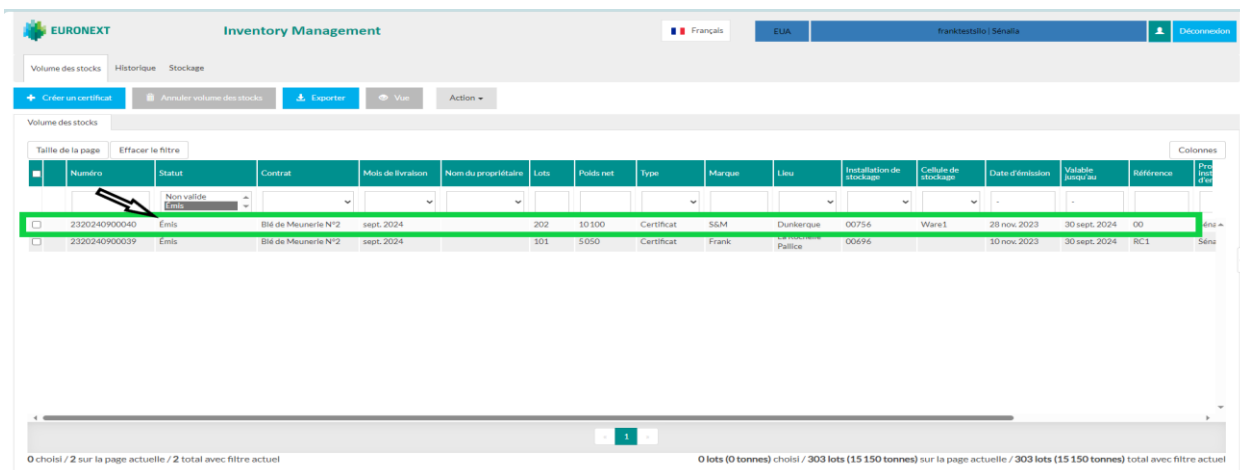 EURONEXT Inventory Management Français EUA franktestsilo | Sénalia Déconnexion
Volume des stocks Historique Stockage
Créer un certificat Annuler volume des stocks Exporter Vue Action
Volume des stocks
Taille de la page Effacer le filtre Colonnes
Numéro Statut Contrat Mois de livraison Nom du propriétaire Lots Poids net Type Marque Lieu Installation de stockage Cellule de stockage Date d'émission Valable jusqu'au Référence
Non valide
Émis - -
2320240900040 Émis Blé de Meunerie N°2 sept. 2024 202 10 100 Certificat S&M Dunkerque 00756 Ware1 28 nov. 2023 30 sept. 2024 00
2320240900039 Émis Blé de Meunerie N°2 sept. 2024 101 5 050 Certificat Frank La Rochelle Pallice 00696 10 nov. 2023 30 sept. 2024 RC1 Séna
1
0 choisi / 2 sur la page actuelle / 2 total avec filtre actuel 0 lots (0 tonnes) choisi / 303 lots (15 150 tonnes) sur la page actuelle / 303 lots (15 150 tonnes) total avec filtre actuel